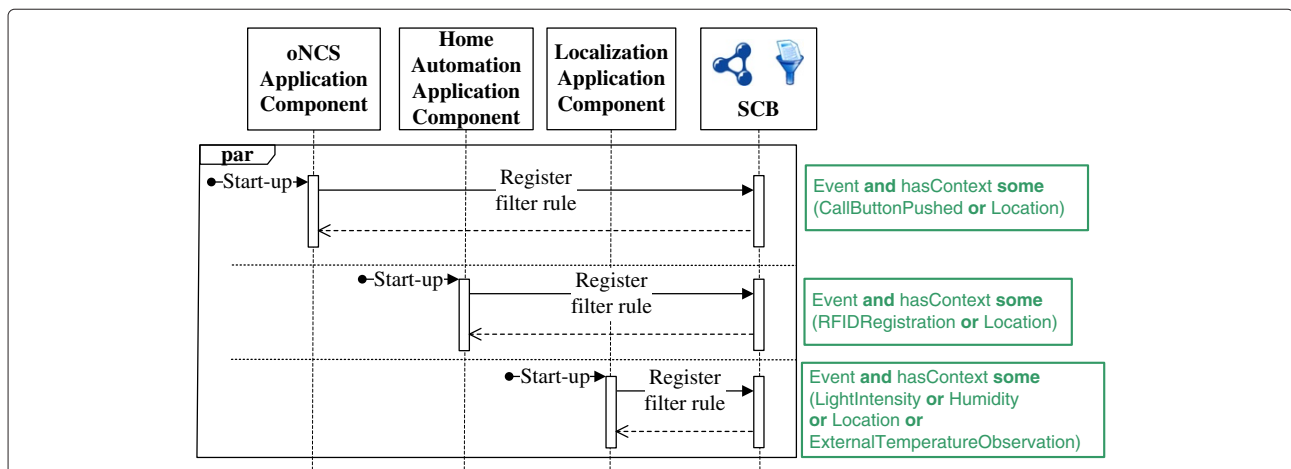 oNCS
Application
Component
Home
Automation
Application
Component
Localization
Application
Component
SCB
par
Start-up
Register
filter rule
Event and hasContext some
(CallButtonPushed or Location)
Start-up
Register
filter rule
Event and hasContext some
(RFIDRegistration or Location)
Start-up
Register
filter rule
Event and hasContext some
(LightIntensity or Humidity
or Location or
ExternalTemperatureObservation)